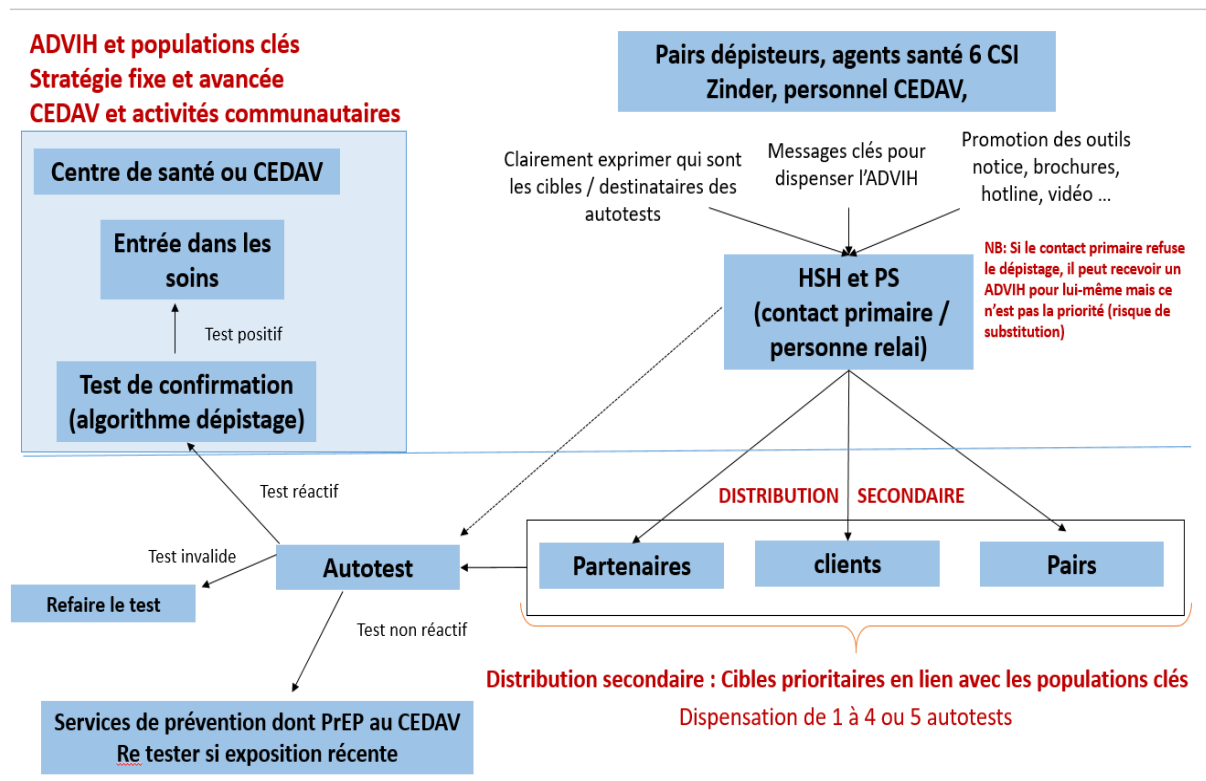 ADVIH et populations clés
Stratégie fixe et avancée
CEDAV et activités communautaires
Pairs dépisteurs, agents santé 6 CSI
Zinder, personnel CEDAV,
Centre de santé ou CEDAV
Clairement exprimer qui sont
les cibles / destinataires des
autotests
Messages clés pour
dispenser l’ADVIH
Promotion des outils
notice, brochures,
hotline, vidéo ...
Entrée dans les
soins
HSH et PS
(contact primaire /
personne relai)
NB: Si le contact primaire refuse
le dépistage, il peut recevoir un
ADVIH pour lui-même mais ce
n’est pas la priorité (risque de
substitution)
Test positif
Test de confirmation
(algorithme dépistage)
Test réactif
DISTRIBUTION SECONDAIRE
Test invalide
Autotest
Partenaires
clients
Pairs
Refaire le test
Test non réactif
Distribution secondaire : Cibles prioritaires en lien avec les populations clés
Dispensation de 1 à 4 ou 5 autotests
Services de prévention dont PrEP au CEDAV
Re tester si exposition récente